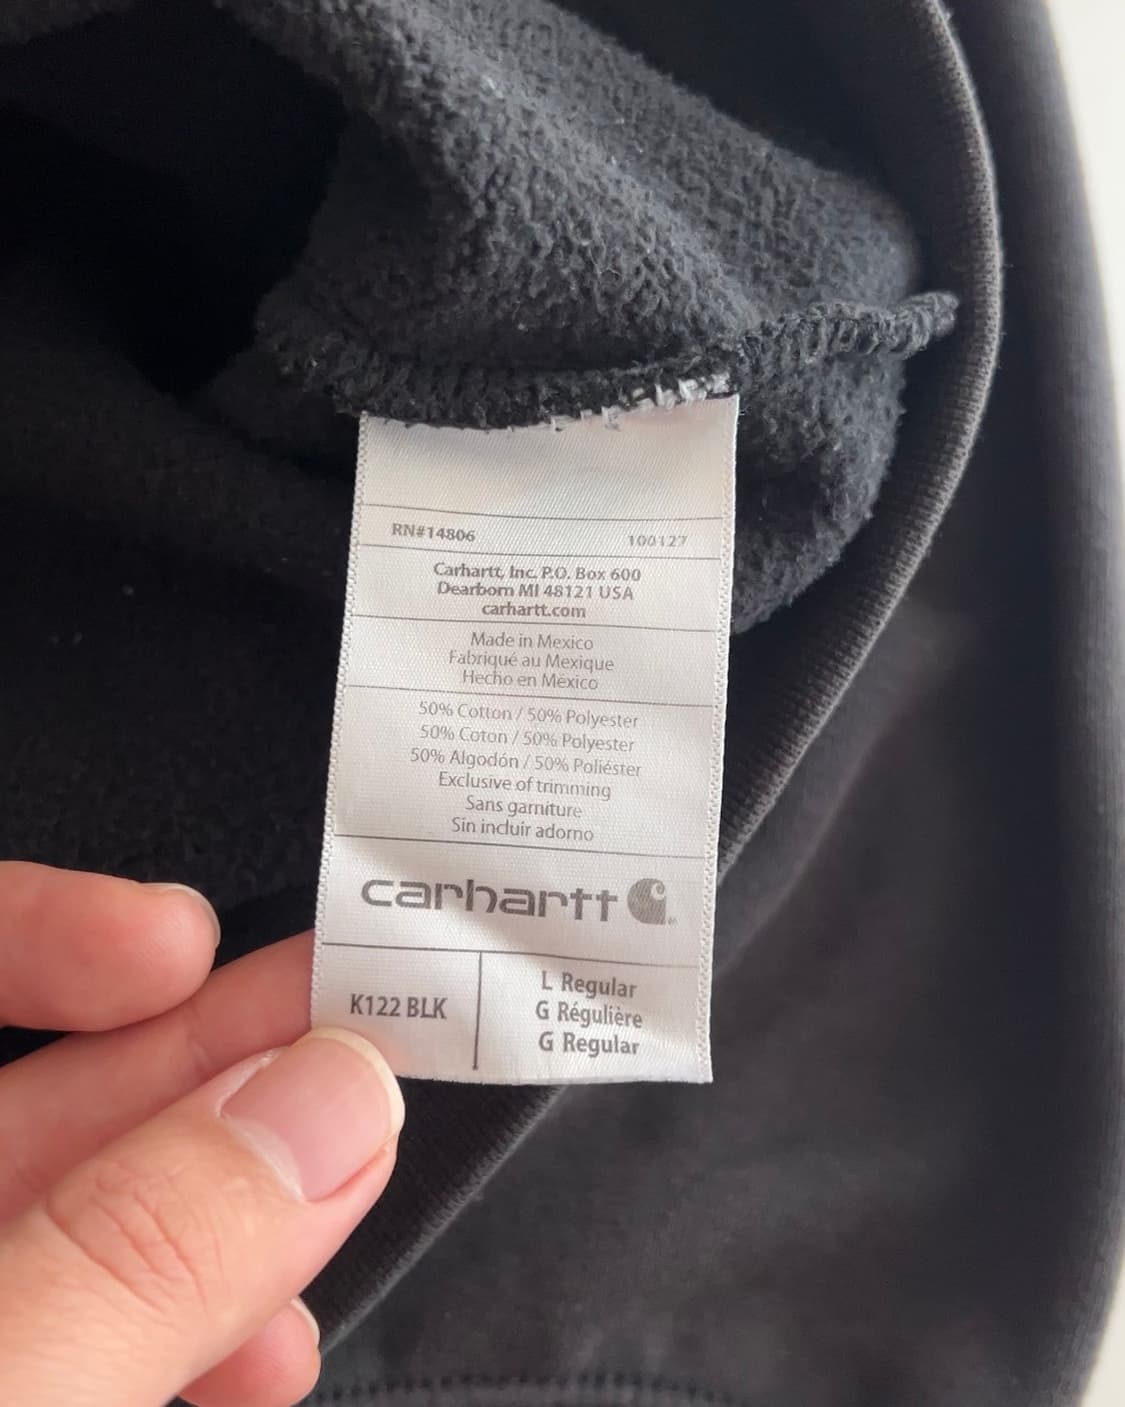 RN#14806 100127
Carhartt, Inc. P.O. Box 600
Dearborn MI 48121 USA
carhartt.com
Made in Mexico
Fabriqué au Mexique
Hecho en México
50% Cotton / 50% Polyester
50% Coton / 50% Polyester
50% Algodón / 50% Poliéster
Exclusive of trimming
Sans garniture
Sin incluir adorno
carhartt
K122 BLK
L Regular
G Régulière
G Regular